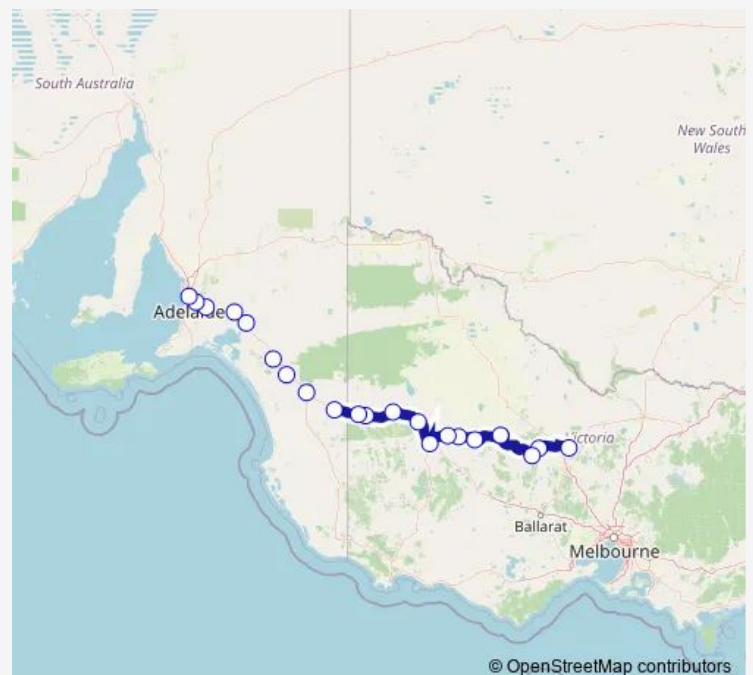 South Australia
New South
Wales
Adelaide
Victoria
Ballarat
Melbourne
© OpenStreetMap contributors